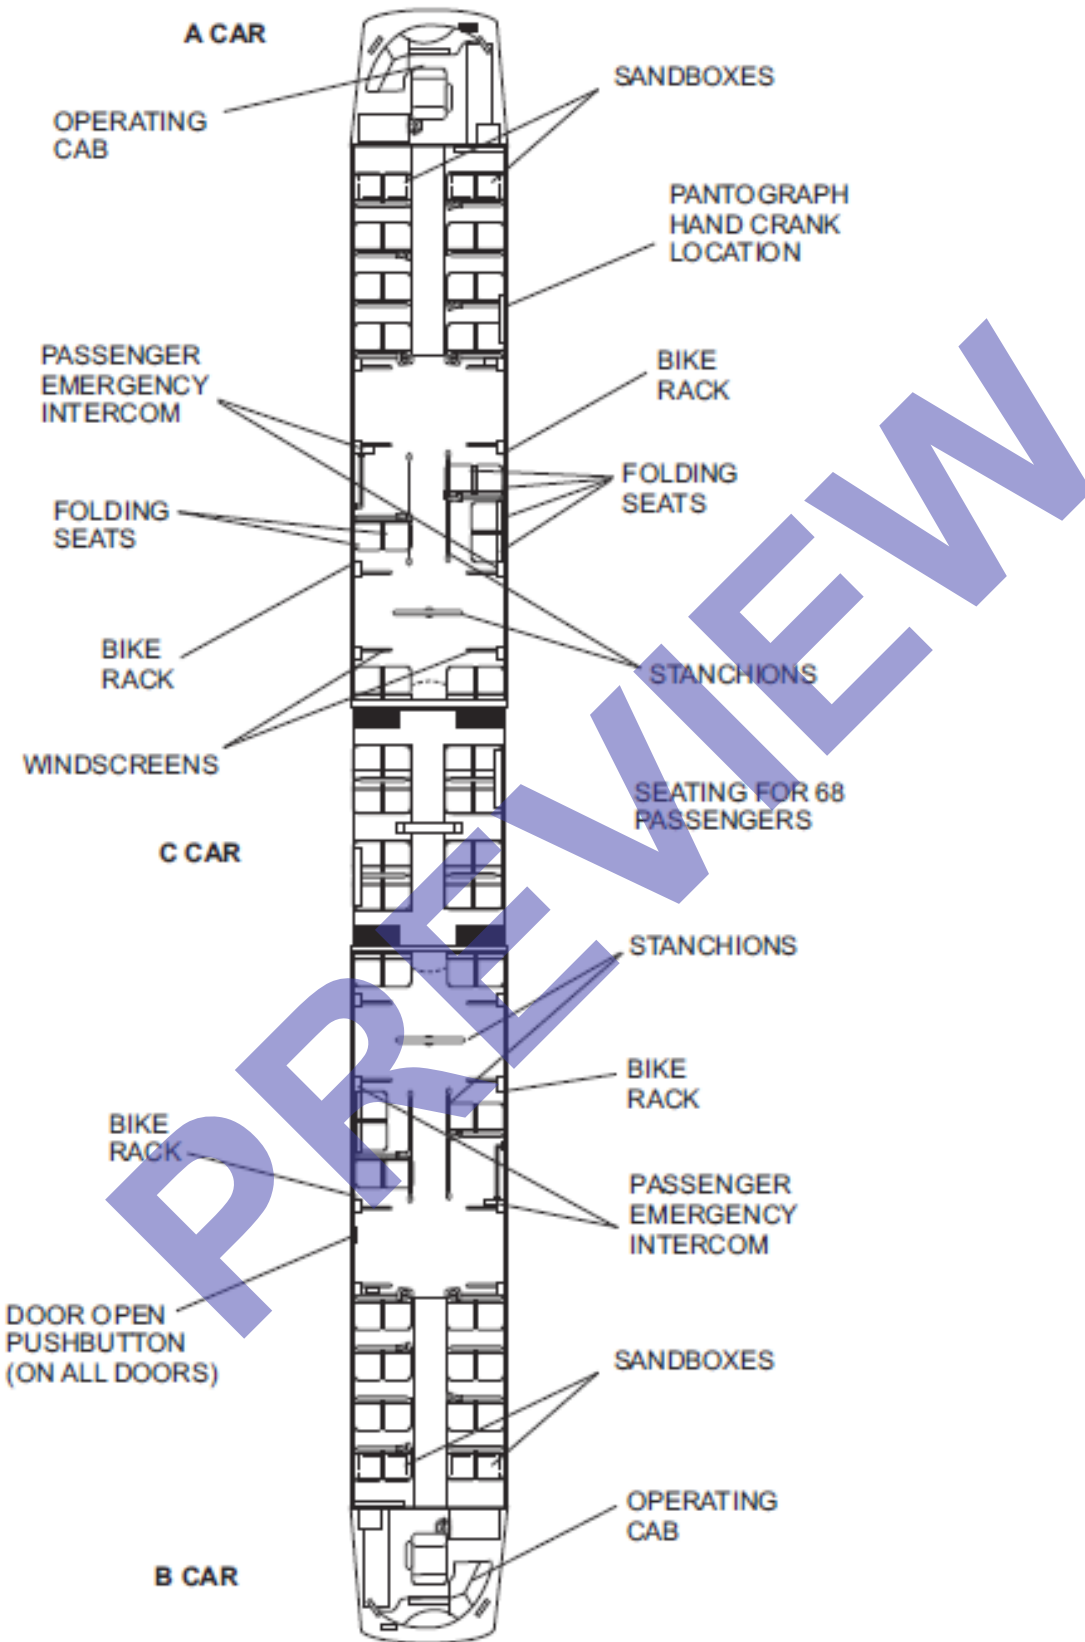 A CAR
SANDBOXES
OPERATING
CAB
PANTOGRAPH
HAND CRANK
LOCATION
PASSENGER
EMERGENCY
INTERCOM
BIKE
RACK
FOLDING
SEATS
FOLDING
SEATS
BIKE
RACK
STANCHIONS
WINDSCREENS
SEATING FOR 68
PASSENGERS
C CAR
STANCHIONS
BIKE
RACK
BIKE
RACK
PASSENGER
EMERGENCY
INTERCOM
DOOR OPEN
PUSHBUTTON
(ON ALL DOORS)
SANDBOXES
OPERATING
CAB
B CAR
PREVIEW